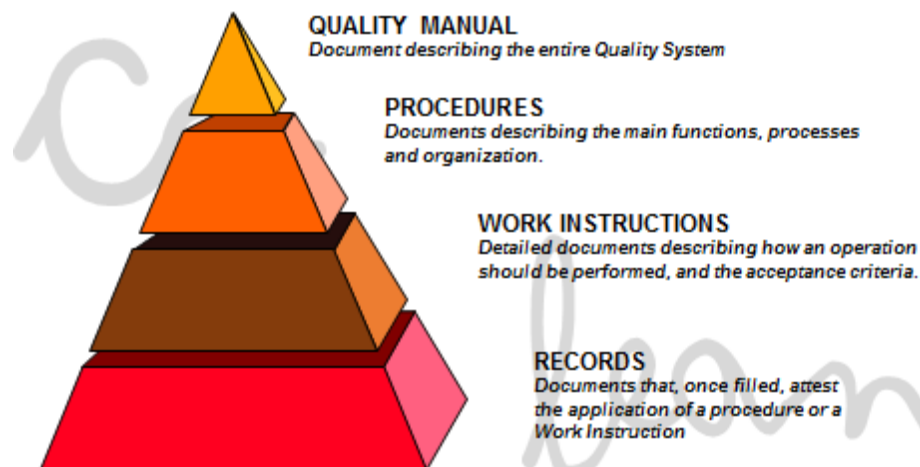 QUALITY MANUAL
Document describing the entire Quality System
PROCEDURES
Documents describing the main functions, processes
and organization.
WORK INSTRUCTIONS
Detailed documents describing how an operation
should be performed, and the acceptance criteria.
RECORDS
Documents that, once filled, attest
the application of a procedure or a
Work Instruction